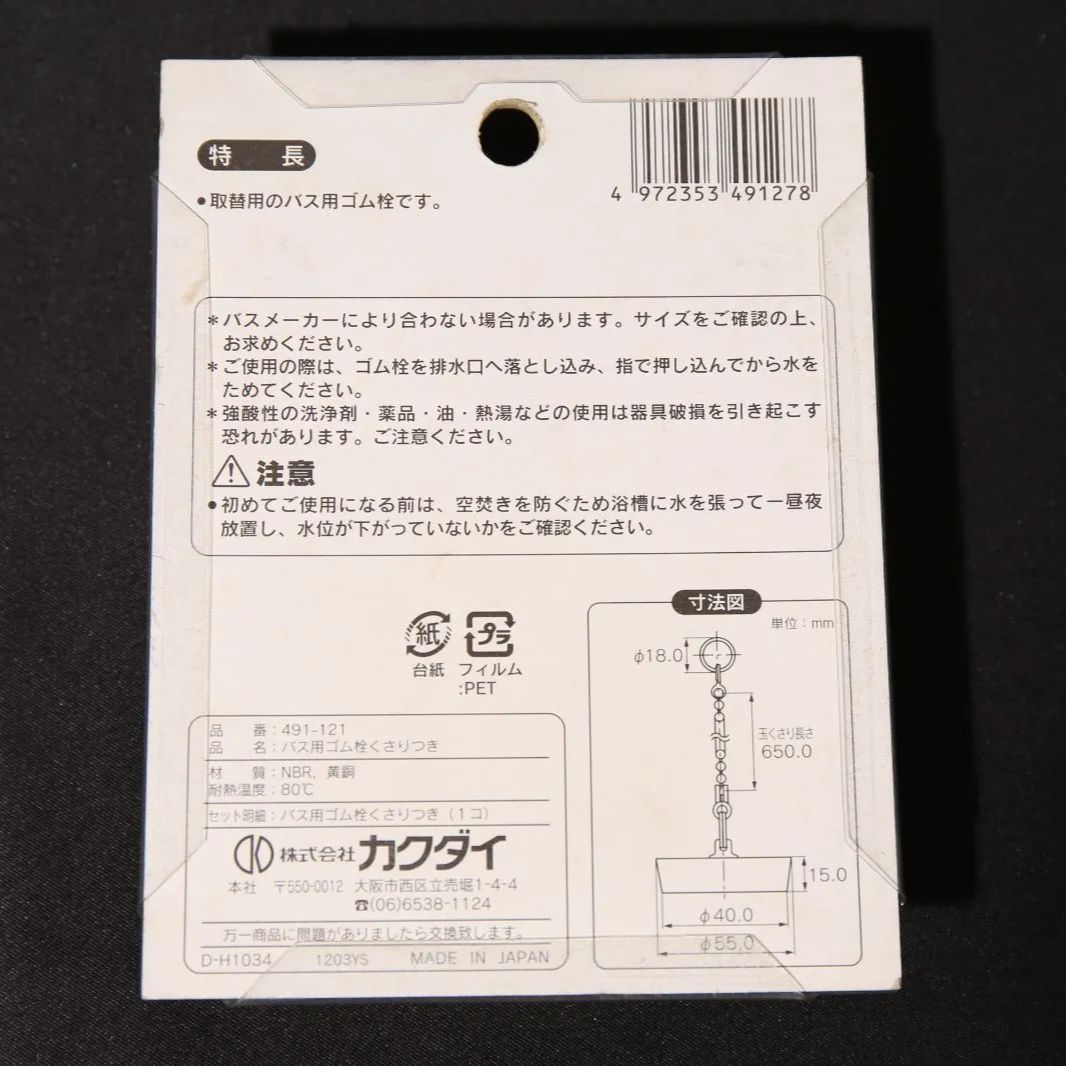 特　長
●取替用のバス用ゴム栓です。
4 972353 491278
＊バスメーカーにより合わない場合があります。サイズをご確認の上、
お求めください。
＊ご使用の際は、ゴム栓を排水口へ落とし込み、指で押し込んでから水を
ためてください。
＊強酸性の洗浄剤・薬品・油・熱湯などの使用は器具破損を引き起こす
恐れがあります。ご注意ください。
注意
●初めてご使用になる前は、空焚きを防ぐため浴槽に水を張って一昼夜
放置し、水位が下がっていないかをご確認ください。
紙 プラ
台紙 フィルム
:PET
品　番：491-121
品　名：バス用ゴム栓くさりつき
材　質：NBR、黄銅
耐熱温度：80℃
セット明細：バス用ゴム栓くさりつき（1コ）
株式会社 カクダイ
本社 〒550-0012 大阪市西区立売堀1-4-4
☎(06)6538-1124
万一商品に問題がありましたら交換致します。
D-H1034 1203YS MADE IN JAPAN
寸法図
単位：mm
φ18.0
玉くさり長さ
650.0
15.0
φ40.0
φ55.0